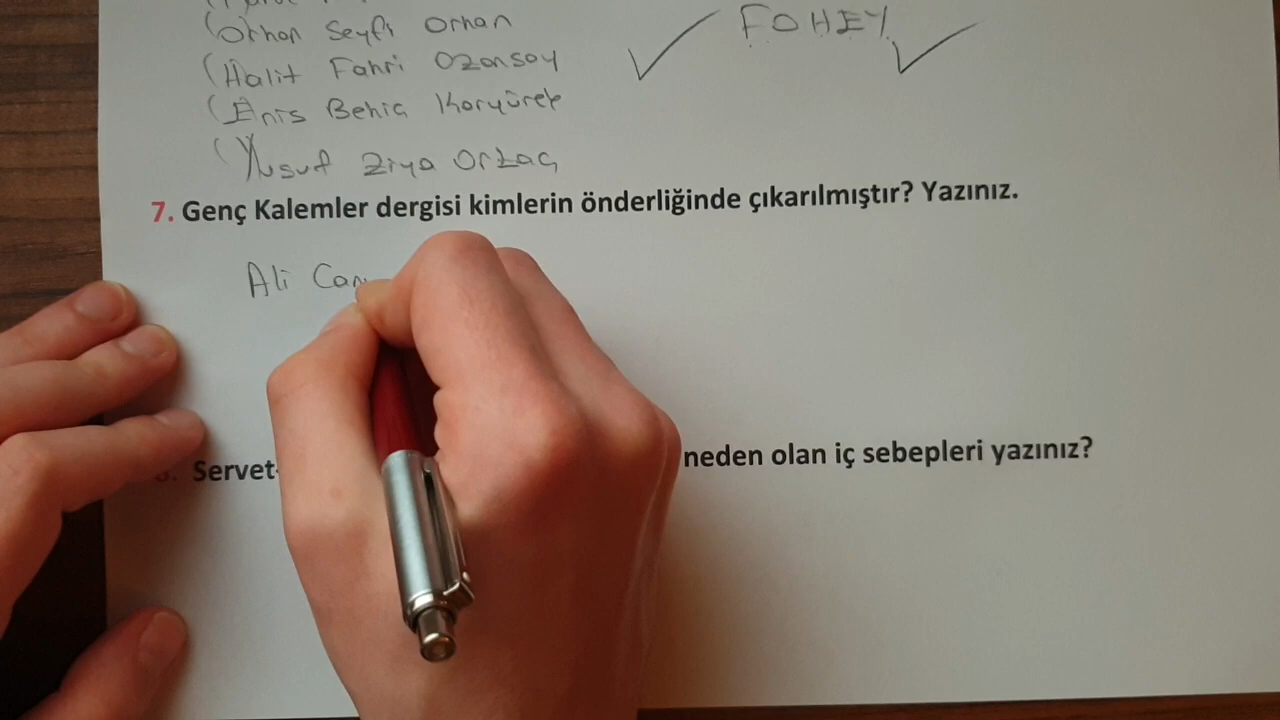 (Orhan Seyfi Orhon
FOHEY
(Halit Fahri Ozansoy
(Enis Behiç Koryürek
(Yusuf Ziya Ortaç
7. Genç Kalemler dergisi kimlerin önderliğinde çıkarılmıştır? Yazınız.
Ali Can
Servet- neden olan iç sebepleri yazınız?